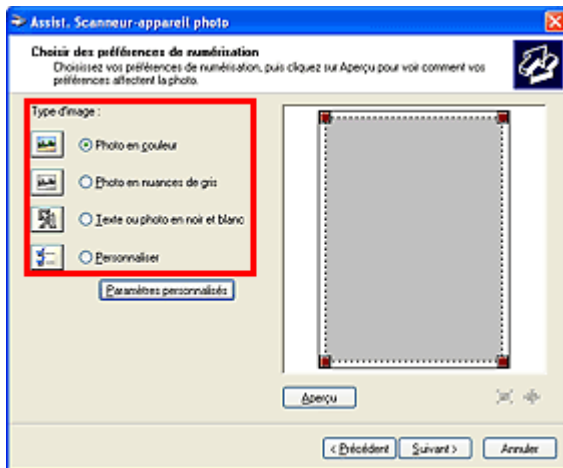 Assist. Scanneur-appareil photo
Choisir des préférences de numérisation
Choisissez vos préférences de numérisation, puis cliquez sur Aperçu pour voir comment vos
préférences affectent la photo.
Type d'image :
Photo en couleur
Photo en nuances de gris
Texte ou photo en noir et blanc
Personnaliser
Paramètres personnalisés
Aperçu
< Précédent
Suivant >
Annuler